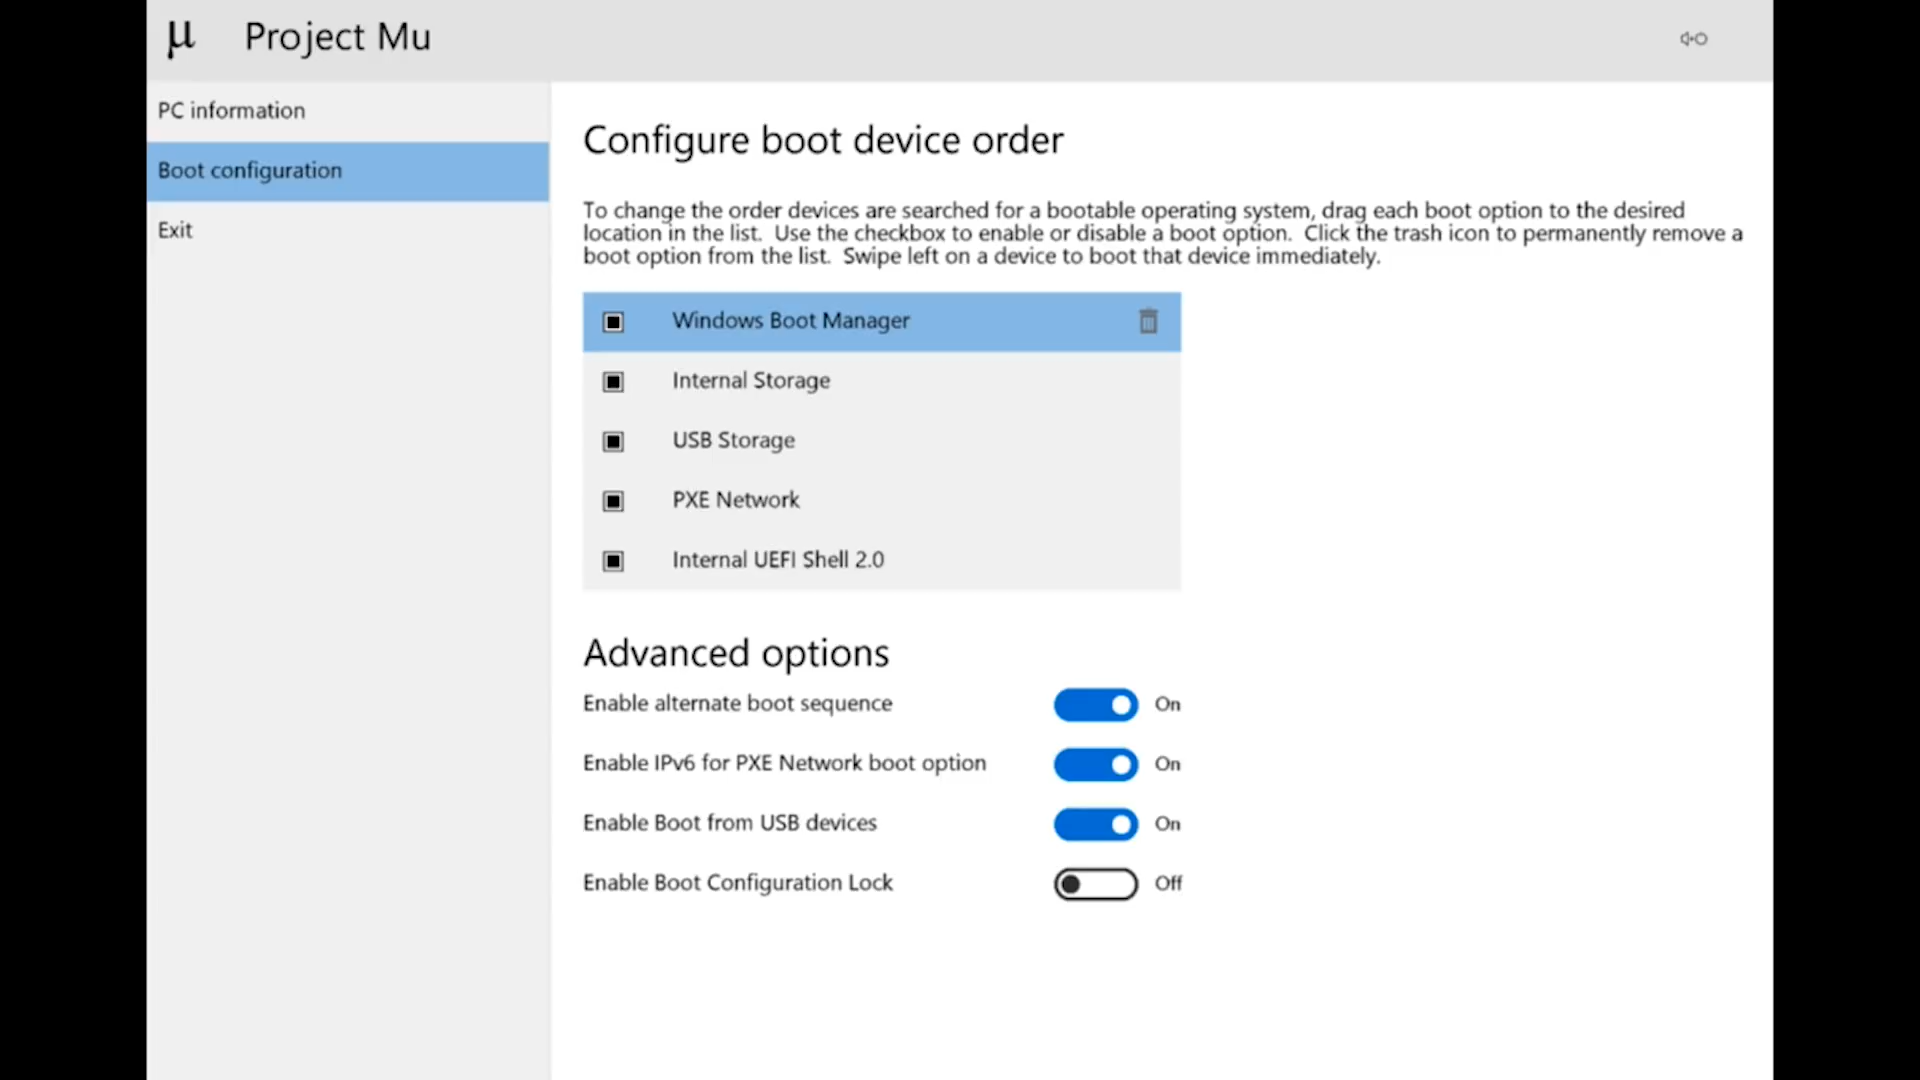 μ Project Mu
PC information
Boot configuration
Exit
Configure boot device order
To change the order devices are searched for a bootable operating system, drag each boot option to the desired
location in the list.  Use the checkbox to enable or disable a boot option.  Click the trash icon to permanently remove a
boot option from the list.  Swipe left on a device to boot that device immediately.
Windows Boot Manager
Internal Storage
USB Storage
PXE Network
Internal UEFI Shell 2.0
Advanced options
Enable alternate boot sequence On
Enable IPv6 for PXE Network boot option On
Enable Boot from USB devices On
Enable Boot Configuration Lock Off